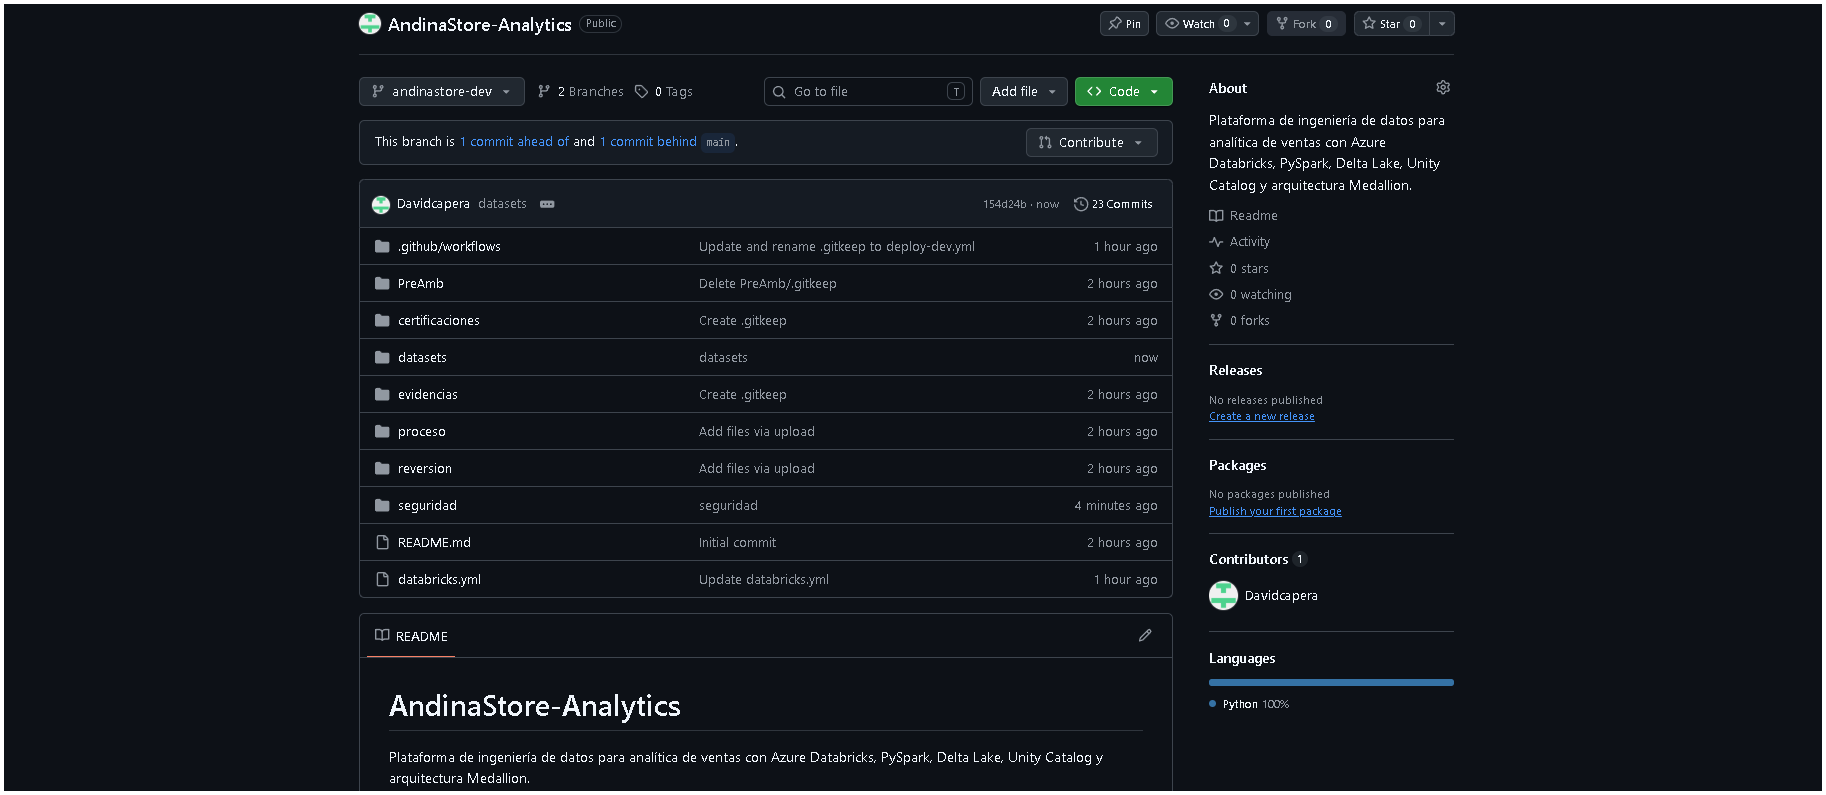 AndinaStore-Analytics Public
Pin Watch 0 Fork 0 Star 0
andinastore-dev 2 Branches 0 Tags Go to file T Add file Code
This branch is 1 commit ahead of and 1 commit behind main.
Contribute
Davidcapera datasets 154d24b · now 23 Commits
.github/workflows Update and rename .gitkeep to deploy-dev.yml 1 hour ago
PreAmb Delete PreAmb/.gitkeep 2 hours ago
certificaciones Create .gitkeep 2 hours ago
datasets datasets now
evidencias Create .gitkeep 2 hours ago
proceso Add files via upload 2 hours ago
reversion Add files via upload 2 hours ago
seguridad seguridad 4 minutes ago
README.md Initial commit 2 hours ago
databricks.yml Update databricks.yml 1 hour ago
README
AndinaStore-Analytics
Plataforma de ingeniería de datos para analítica de ventas con Azure Databricks, PySpark, Delta Lake, Unity Catalog y
arquitectura Medallion.
About
Plataforma de ingeniería de datos para
analítica de ventas con Azure
Databricks, PySpark, Delta Lake, Unity
Catalog y arquitectura Medallion.
Readme
Activity
0 stars
0 watching
0 forks
Releases
No releases published
Create a new release
Packages
No packages published
Publish your first package
Contributors 1
Davidcapera
Languages
Python 100%